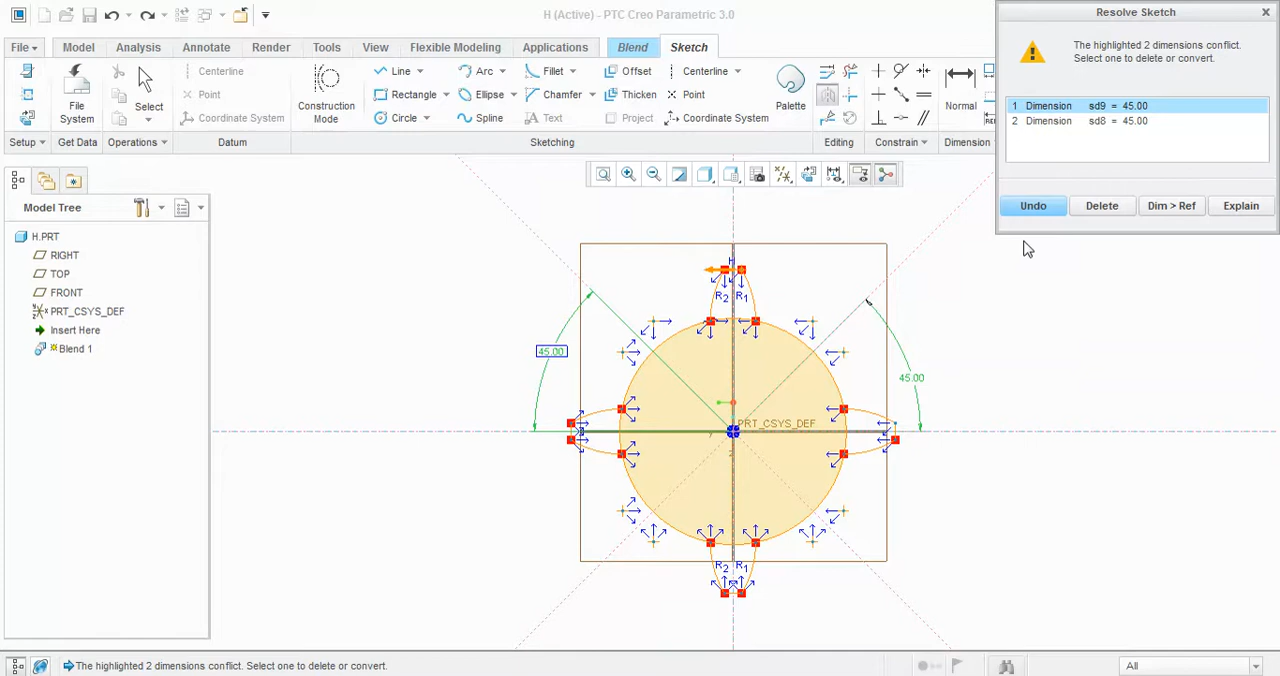 H (Active) - PTC Creo Parametric 3.0
File
Model
Analysis
Annotate
Render
Tools
View
Flexible Modeling
Applications
Blend
Sketch
File
System
Select
Centerline
Point
Coordinate System
Construction
Mode
Line
Rectangle
Circle
Arc
Ellipse
Spline
Fillet
Chamfer
Text
Offset
Thicken
Project
Centerline
Point
Coordinate System
Palette
Normal
Setup
Get Data
Operations
Datum
Sketching
Editing
Constrain
Dimension
Resolve Sketch
The highlighted 2 dimensions conflict.
Select one to delete or convert.
1 Dimension sd9 = 45.00
2 Dimension sd8 = 45.00
Undo
Delete
Dim > Ref
Explain
Model Tree
H.PRT
RIGHT
TOP
FRONT
PRT_CSYS_DEF
Insert Here
Blend 1
H
R2 R1
45.00
45.00
PRT_CSYS_DEF
R2 R1
The highlighted 2 dimensions conflict. Select one to delete or convert.
All